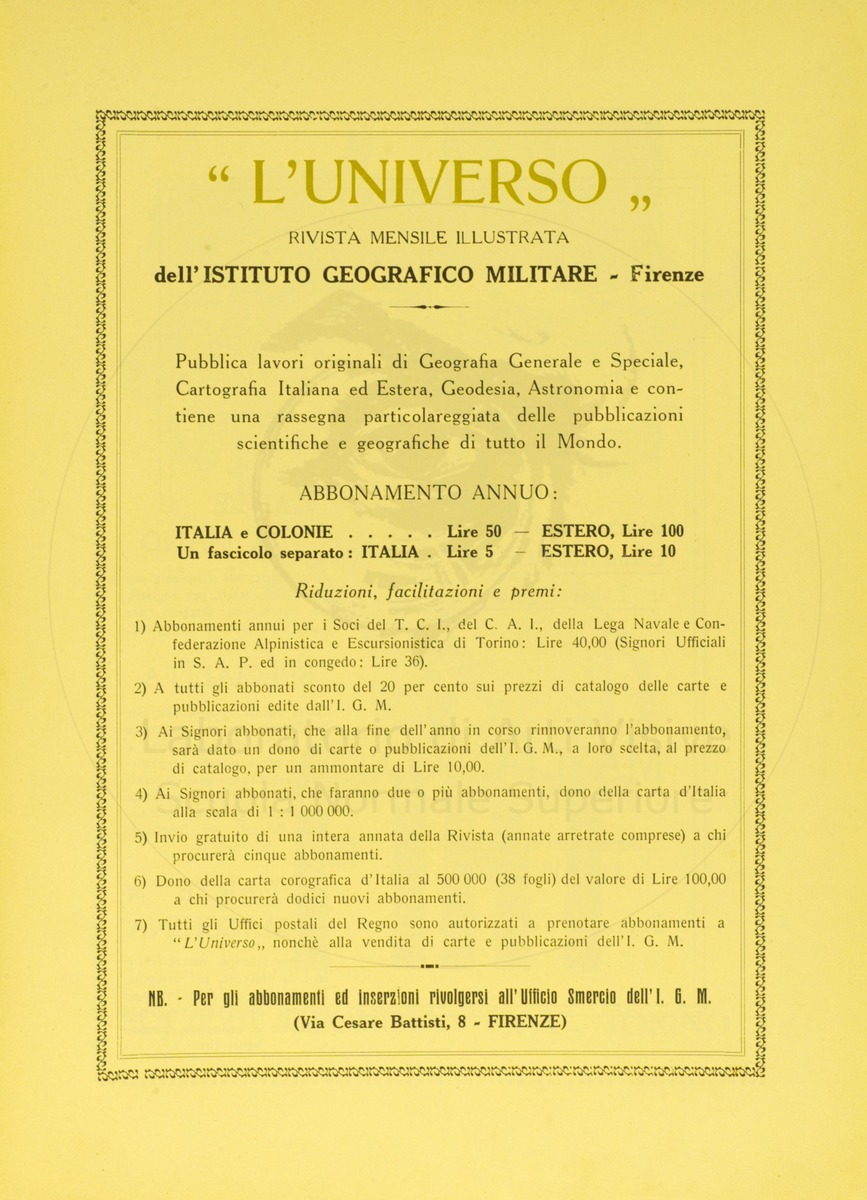 “ L’UNIVERSO „
RIVISTA MENSILE ILLUSTRATA
dell’ ISTITUTO GEOGRAFICO MILITARE - Firenze
Pubblica lavori originali di Geografia Generale e Speciale,
Cartografia Italiana ed Estera, Geodesia, Astronomia e con-
tiene una rassegna particolareggiata delle pubblicazioni
scientifiche e geografiche di tutto il Mondo.
ABBONAMENTO ANNUO:
ITALIA e COLONIE . . . . . Lire 50 — ESTERO, Lire 100
Un fascicolo separato: ITALIA . Lire 5 — ESTERO, Lire 10
Riduzioni, facilitazioni e premi:
1) Abbonamenti annui per i Soci del T. C. I., del C. A. I., della Lega Navale e Con-
federazione Alpinistica e Escursionistica di Torino: Lire 40,00 (Signori Ufficiali
in S. A. P. ed in congedo: Lire 36).
2) A tutti gli abbonati sconto del 20 per cento sui prezzi di catalogo delle carte e
pubblicazioni edite dall’I. G. M.
3) Ai Signori abbonati, che alla fine dell’anno in corso rinnoveranno l’abbonamento,
sarà dato un dono di carte o pubblicazioni dell’I. G. M., a loro scelta, al prezzo
di catalogo, per un ammontare di Lire 10,00.
4) Ai Signori abbonati, che faranno due o più abbonamenti, dono della carta d’Italia
alla scala di 1 : 1 000 000.
5) Invio gratuito di una intera annata della Rivista (annate arretrate comprese) a chi
procurerà cinque abbonamenti.
6) Dono della carta corografica d’Italia al 500 000 (38 fogli) del valore di Lire 100,00
a chi procurerà dodici nuovi abbonamenti.
7) Tutti gli Uffici postali del Regno sono autorizzati a prenotare abbonamenti a
“ L’Universo „ nonchè alla vendita di carte e pubblicazioni dell’I. G. M.
NB. - Per gli abbonamenti ed inserzioni rivolgersi all’Ufficio Smercio dell’I. G. M.
(Via Cesare Battisti, 8 - FIRENZE)